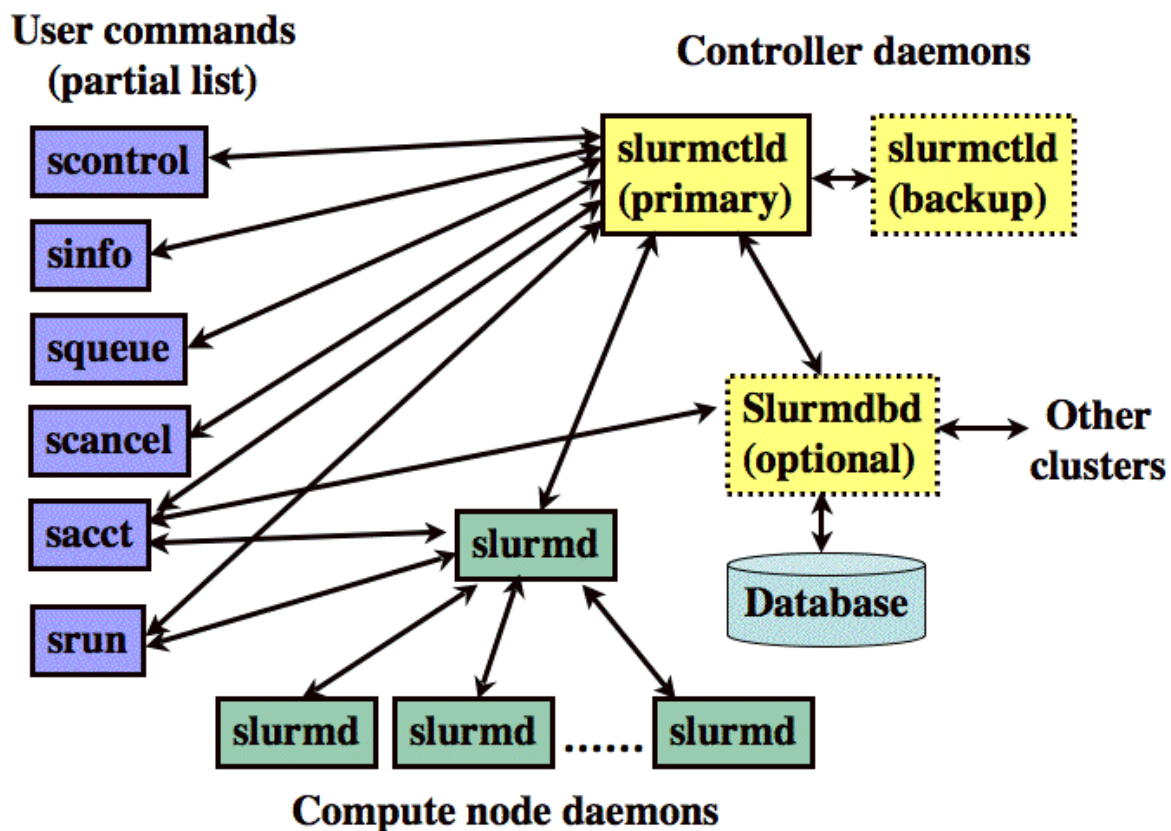 User commands
(partial list)
Controller daemons
scontrol
sinfo
squeue
scancel
sacct
srun
slurmctld
(primary)
slurmctld
(backup)
Slurmdbd
(optional)
Other
clusters
Database
slurmd
slurmd
slurmd
......
slurmd
Compute node daemons